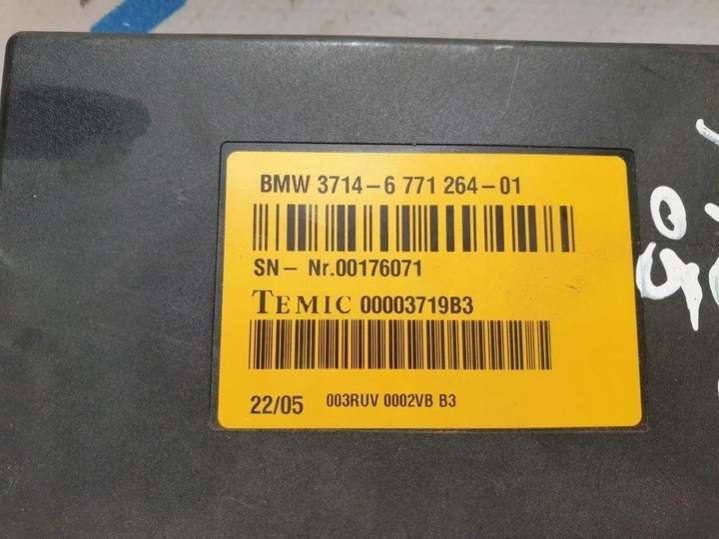 BMW 3714-6 771 264-01
SN- Nr.00176071
TEMIC 00003719B3
22/05 003RUV 0002VB B3